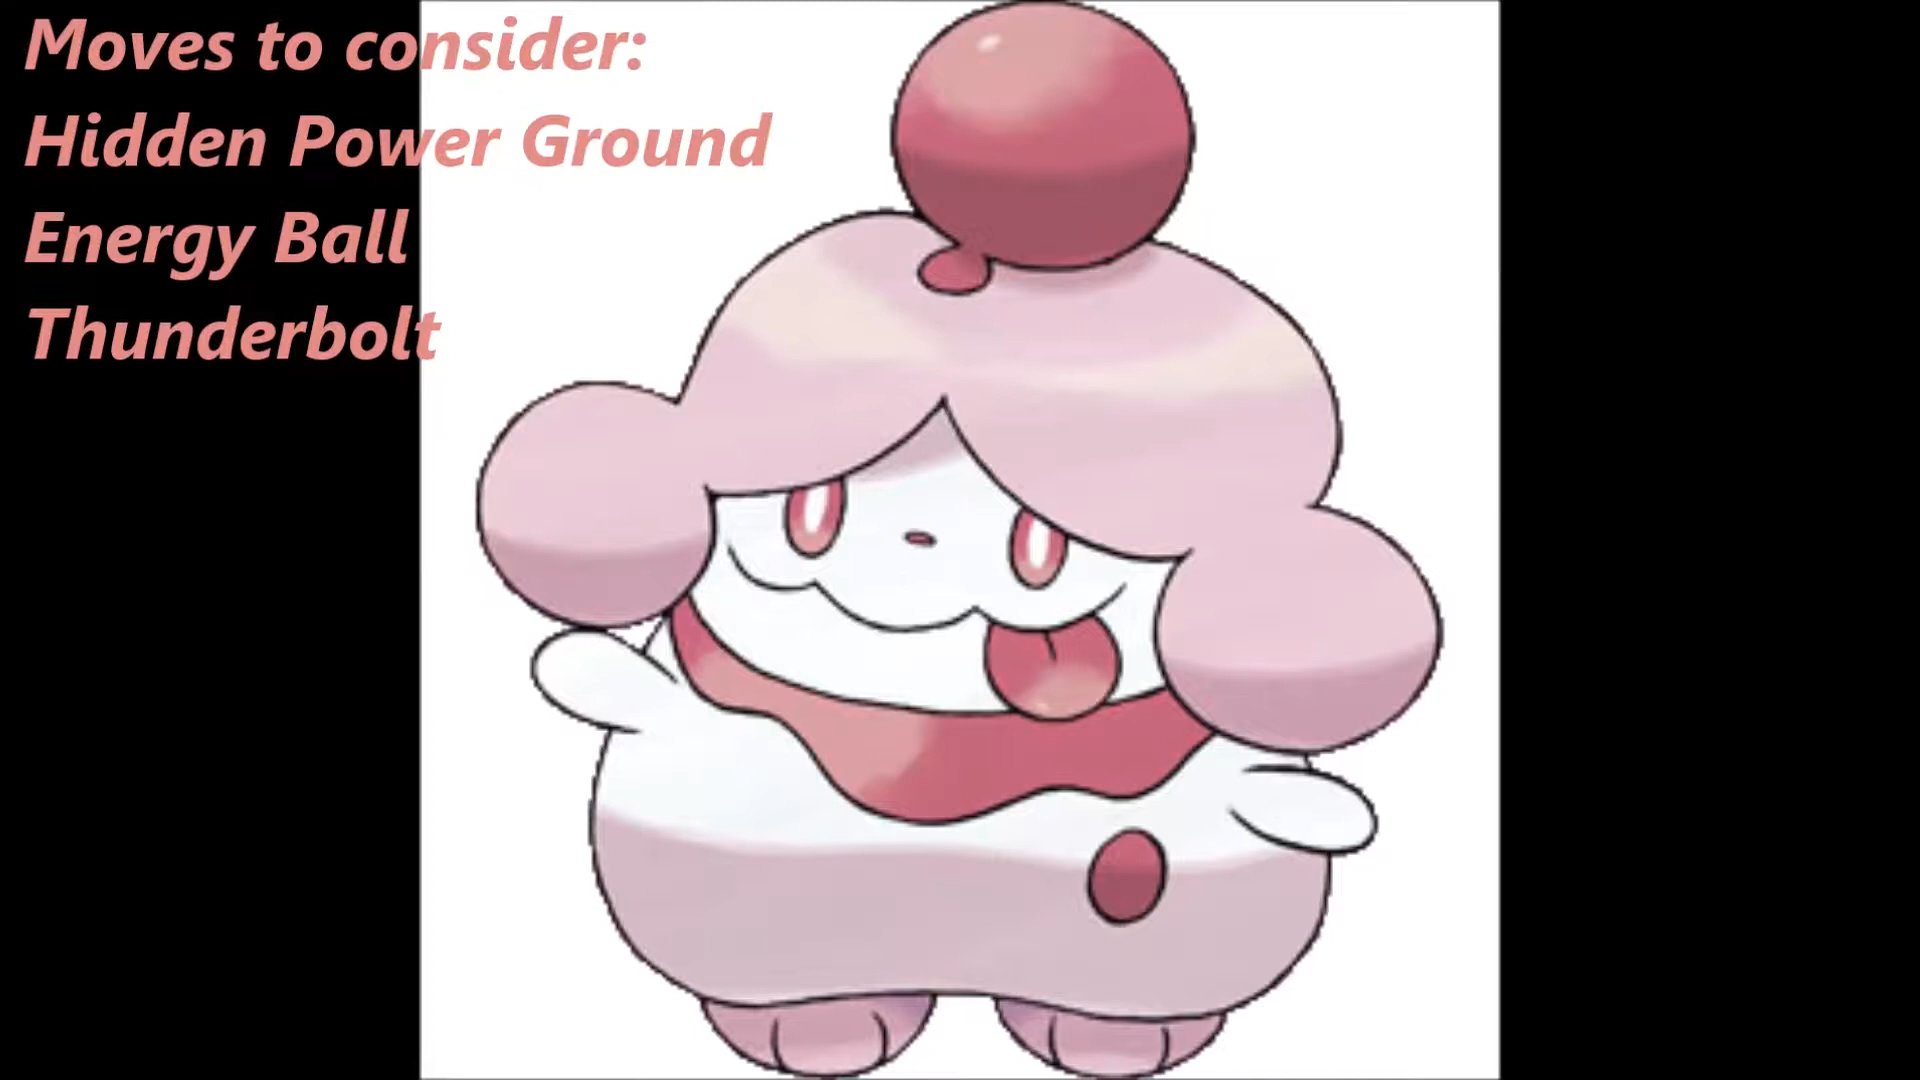 Moves to consider:
Hidden Power Ground
Energy Ball
Thunderbolt